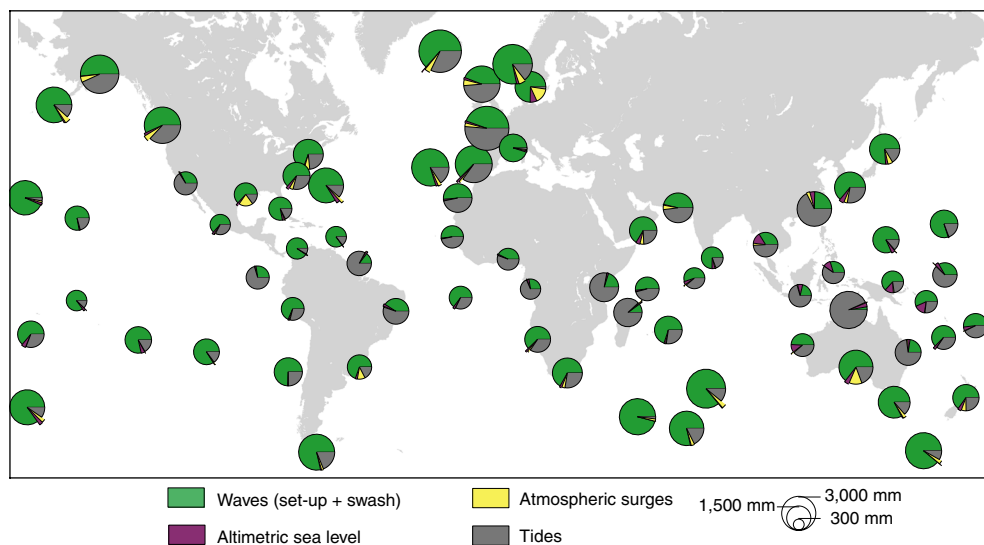 Waves (set-up + swash)
Atmospheric surges
Altimetric sea level
Tides
3,000 mm
1,500 mm
300 mm